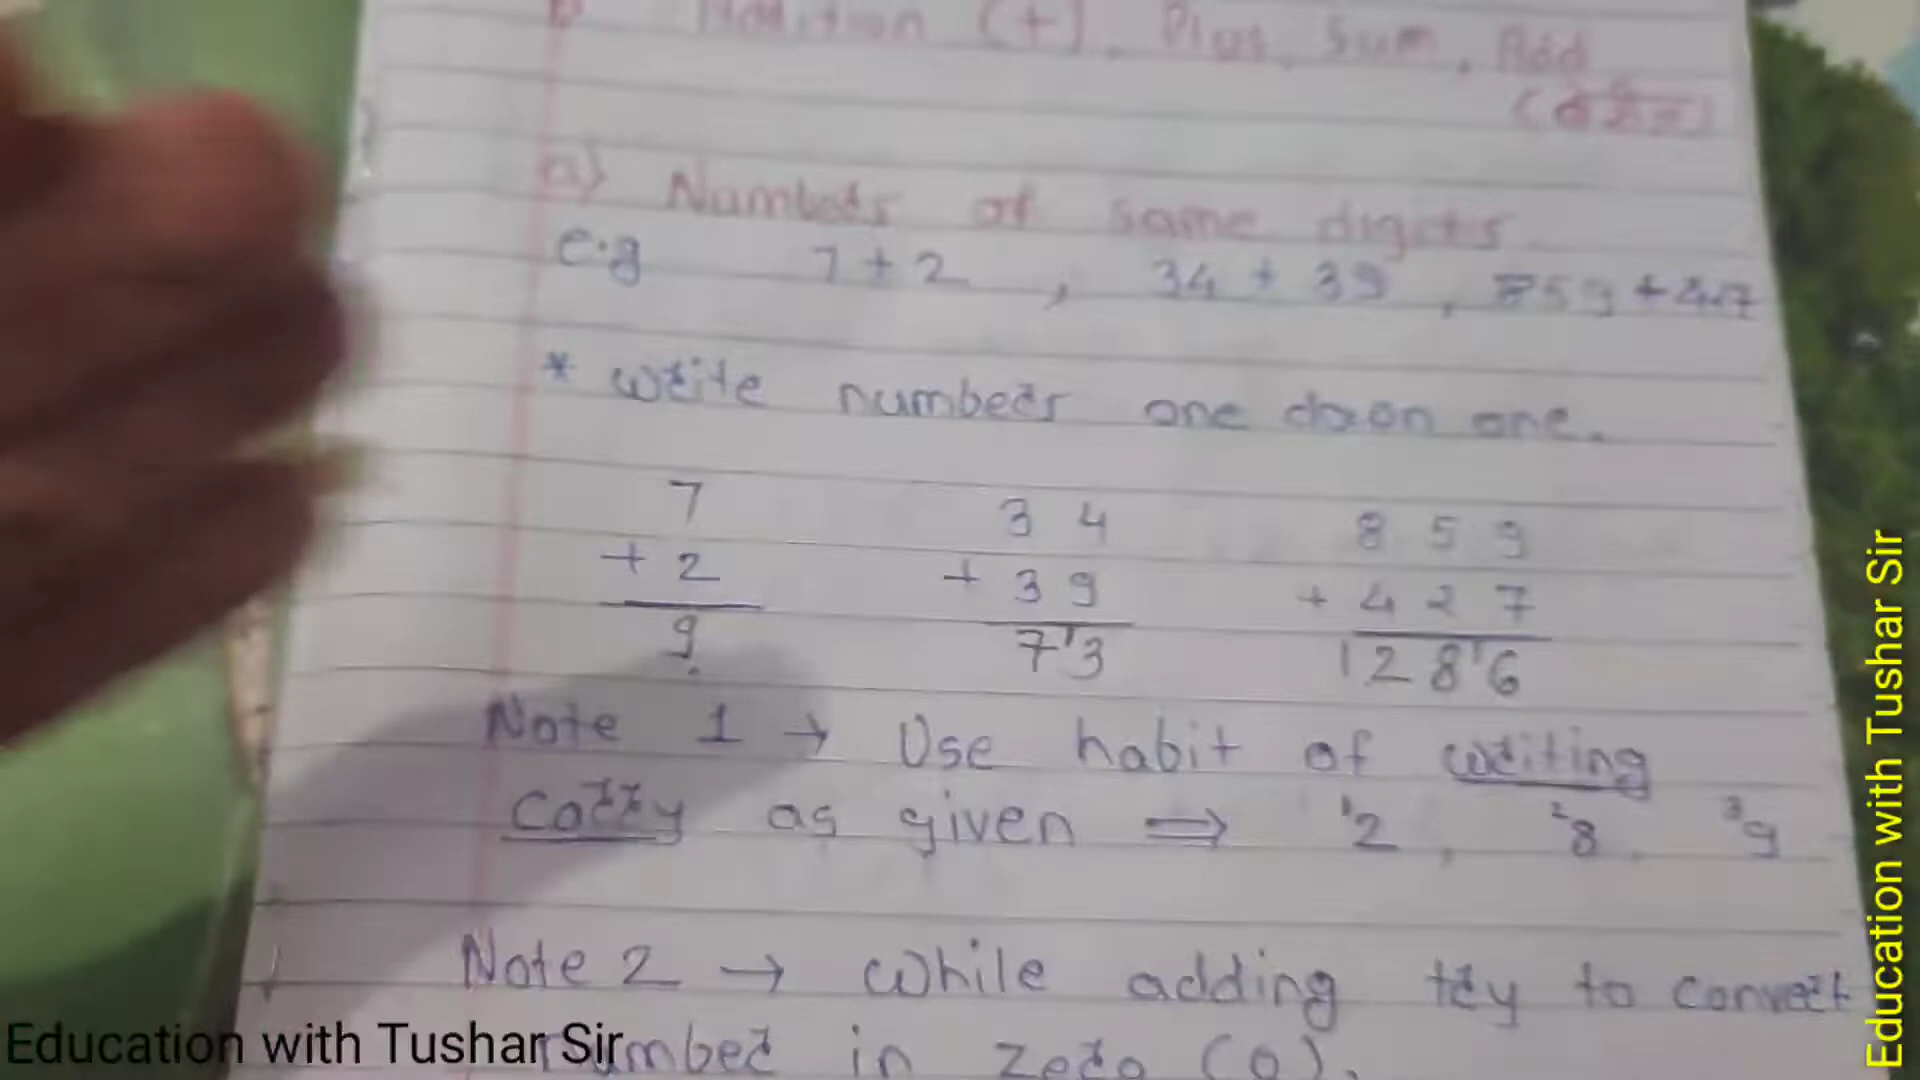 Addition (+), Plus, Sum, Add
(बेरीज)
a) Numbers of same digits
e.g 7 + 2 , 34 + 39 , 859 + 427
* write numbers one down one.
7 34 859
+ 2 + 39 + 427
9 7¹3 128¹6
Note 1 → Use habit of writing
carry as given ⇒ ¹2, ²8, ³9
Note 2 → While adding try to convert
number in zero (0).
Education with Tushar Sir
Education with Tushar Sir